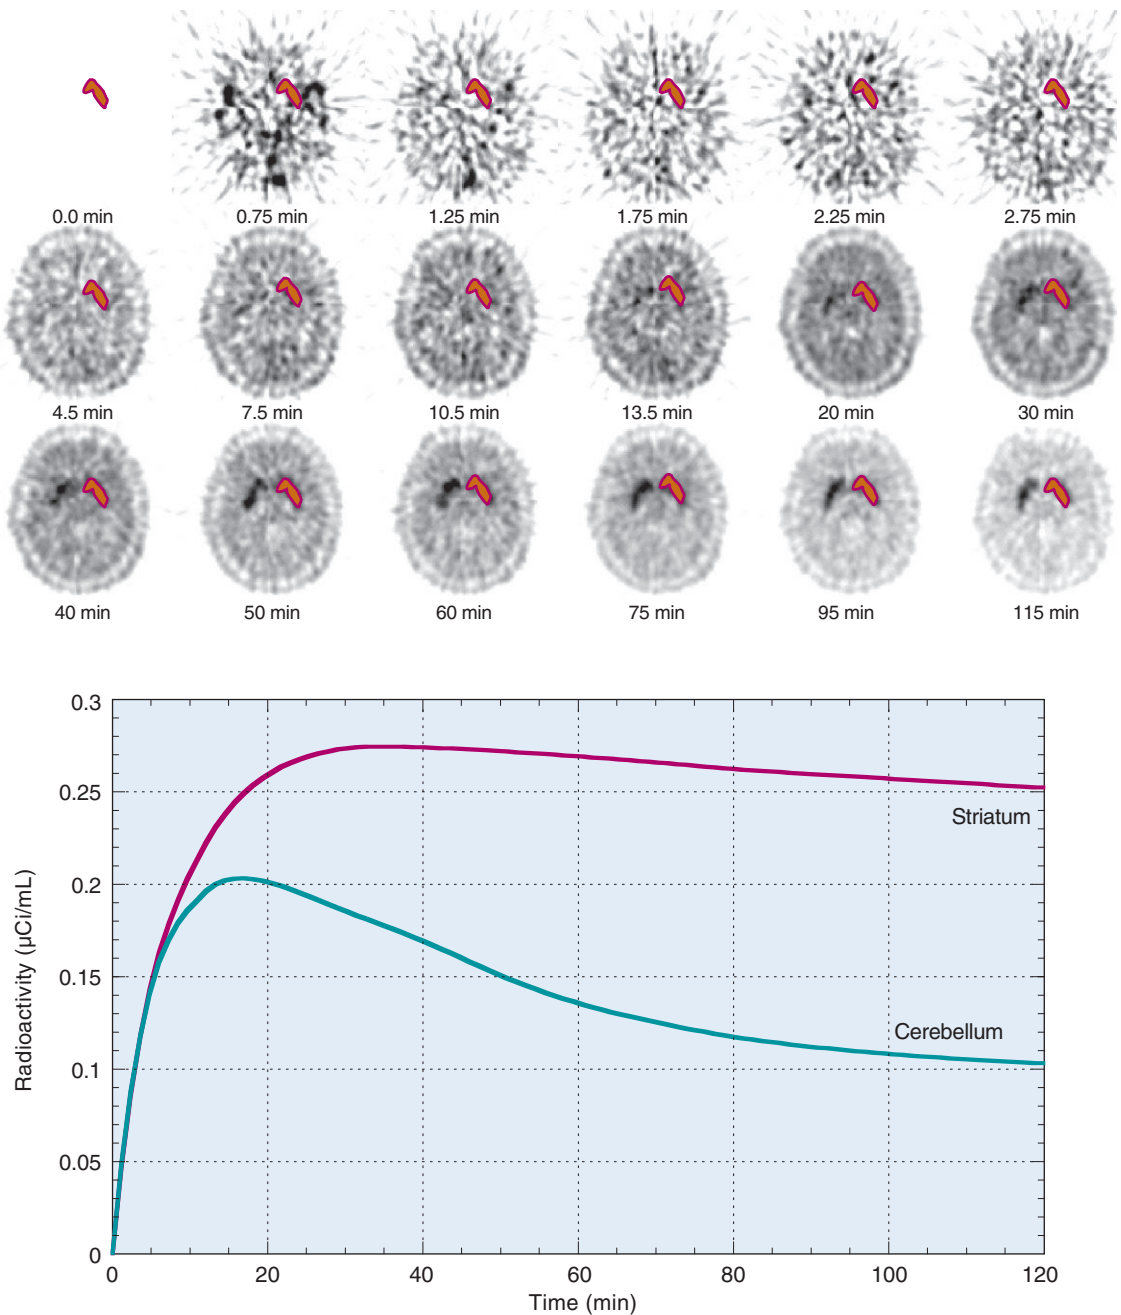 0.0 min 0.75 min 1.25 min 1.75 min 2.25 min 2.75 min
4.5 min 7.5 min 10.5 min 13.5 min 20 min 30 min
40 min 50 min 60 min 75 min 95 min 115 min
0.3
0.25
Striatum
0.2
0.15
Cerebellum
0.1
0.05
0
Radioactivity (μCi/mL)
0 20 40 60 80 100 120
Time (min)